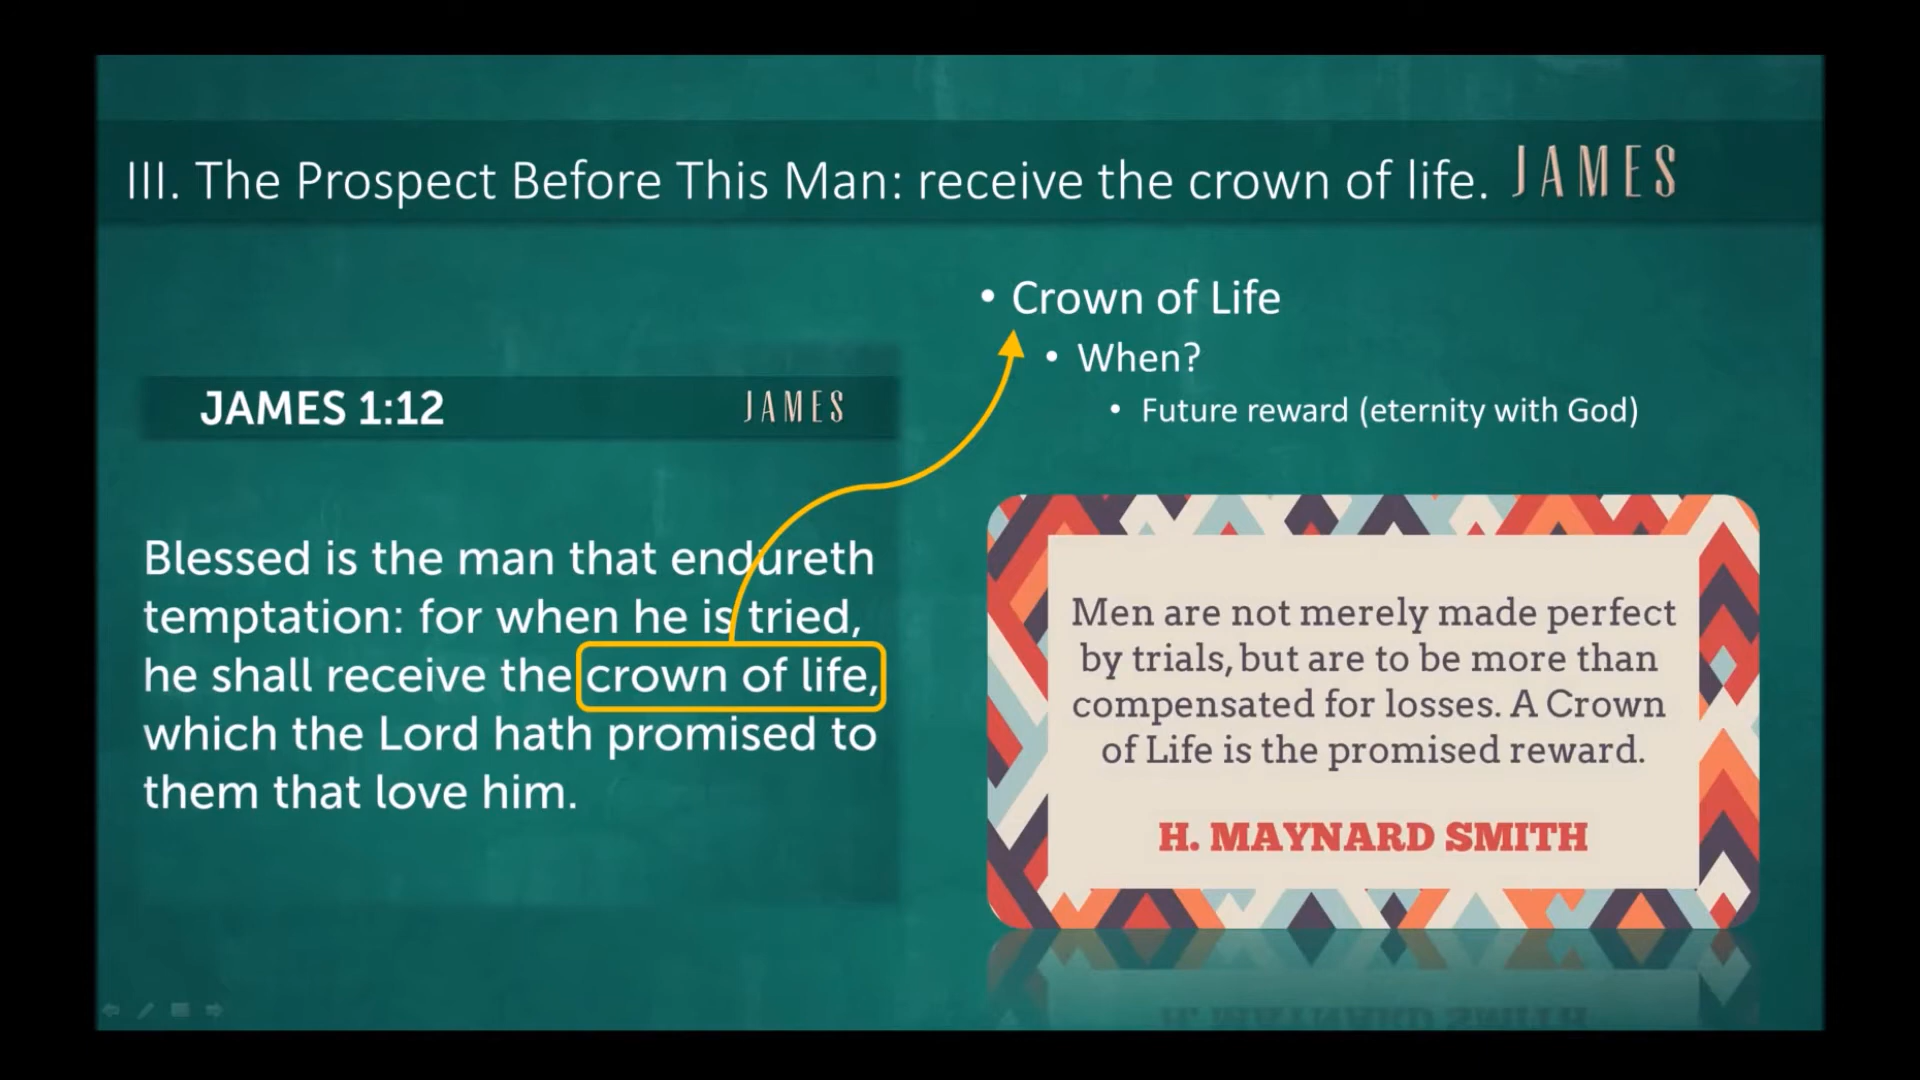 III. The Prospect Before This Man: receive the crown of life.
JAMES
JAMES 1:12
JAMES
Blessed is the man that endureth
temptation: for when he is tried,
he shall receive the crown of life,
which the Lord hath promised to
them that love him.
• Crown of Life
• When?
• Future reward (eternity with God)
Men are not merely made perfect
by trials, but are to be more than
compensated for losses. A Crown
of Life is the promised reward.
H. MAYNARD SMITH